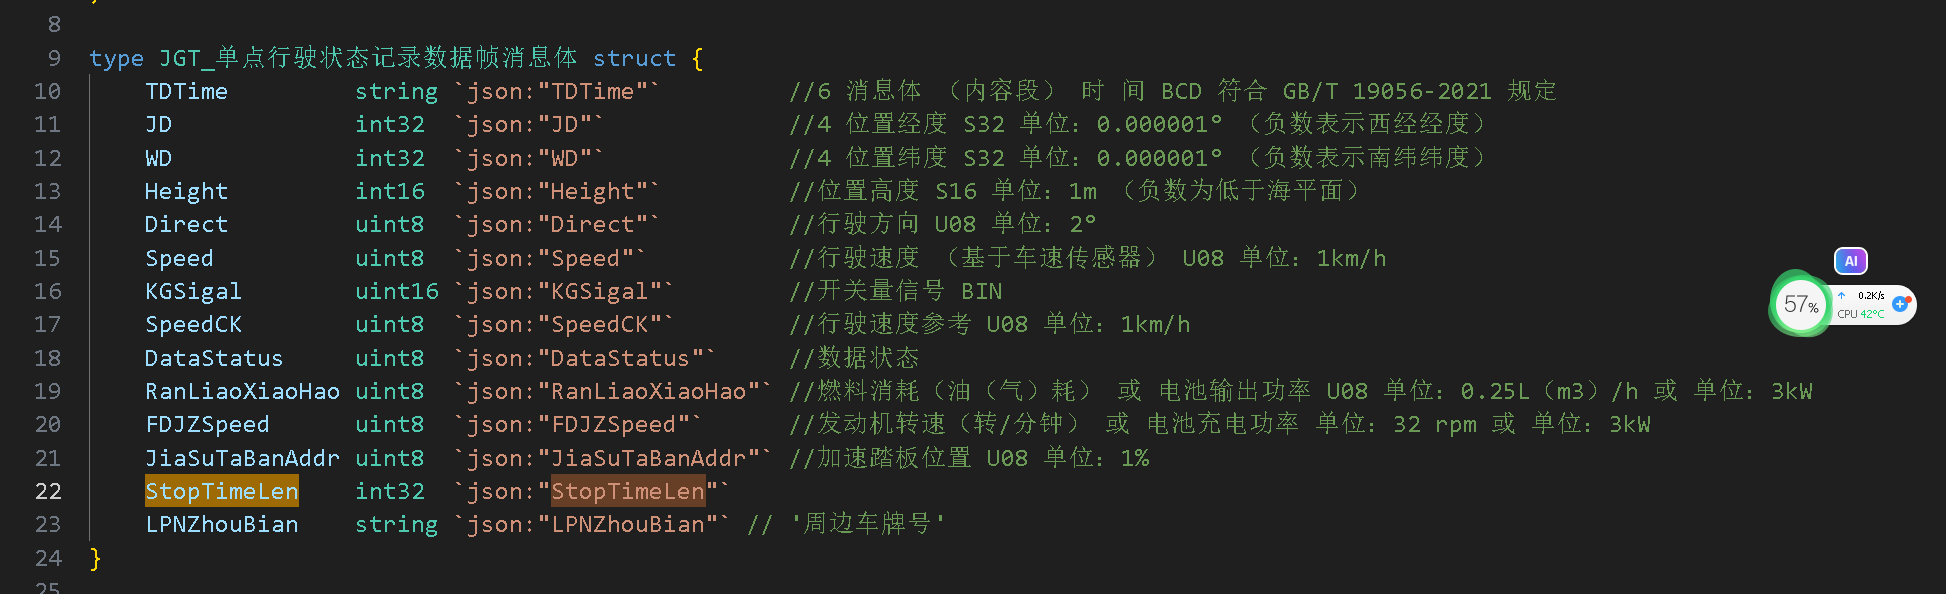 8
9 type JGT_单点行驶状态记录数据帧消息体 struct {
10 TDTime string `json:"TDTime"` //6 消息体 （内容段） 时 间 BCD 符合 GB/T 19056-2021 规定
11 JD int32 `json:"JD"` //4 位置经度 S32 单位: 0.000001° （负数表示西经经度）
12 WD int32 `json:"WD"` //4 位置纬度 S32 单位: 0.000001° （负数表示南纬纬度）
13 Height int16 `json:"Height"` //位置高度 S16 单位: 1m （负数为低于海平面）
14 Direct uint8 `json:"Direct"` //行驶方向 U08 单位: 2°
15 Speed uint8 `json:"Speed"` //行驶速度 （基于车速传感器） U08 单位: 1km/h
16 KGSigal uint16 `json:"KGSigal"` //开关量信号 BIN
17 SpeedCK uint8 `json:"SpeedCK"` //行驶速度参考 U08 单位: 1km/h
18 DataStatus uint8 `json:"DataStatus"` //数据状态
19 RanLiaoXiaoHao uint8 `json:"RanLiaoXiaoHao"` //燃料消耗（油（气）耗） 或 电池输出功率 U08 单位: 0.25L（m3）/h 或 单位: 3kW
20 FDJZSpeed uint8 `json:"FDJZSpeed"` //发动机转速（转/分钟） 或 电池充电功率 单位: 32 rpm 或 单位: 3kW
21 JiaSuTaBanAddr uint8 `json:"JiaSuTaBanAddr"` //加速踏板位置 U08 单位: 1%
22 StopTimeLen int32 `json:"StopTimeLen"`
23 LPNZhouBian string `json:"LPNZhouBian"` // '周边车牌号'
24 }
25
AI
57%
↑ 0.2K/s
CPU 42°C